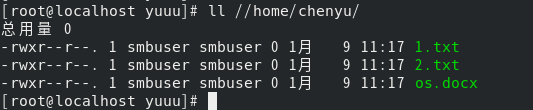 [root@localhost yuuu]# ll //home/chenyu/
总用量 0
-rwxr--r--. 1 smbuser smbuser 0 1月   9 11:17 1.txt
-rwxr--r--. 1 smbuser smbuser 0 1月   9 11:17 2.txt
-rwxr--r--. 1 smbuser smbuser 0 1月   9 11:17 os.docx
[root@localhost yuuu]#